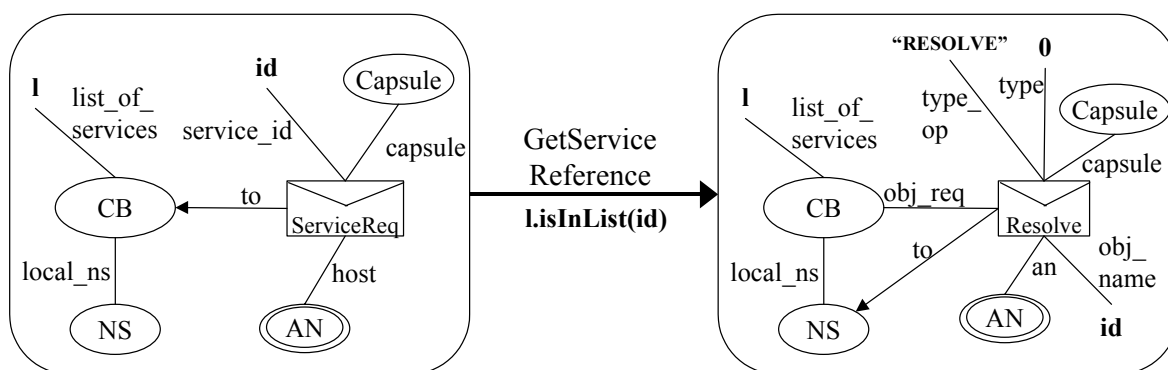 l
list_of_
services
id
service_id
Capsule
capsule
CB
to
ServiceReq
local_ns
host
NS
AN
GetService
Reference
l.isInList(id)
“RESOLVE”
0
l
list_of_
services
type_
op
type
Capsule
capsule
CB
obj_req
Resolve
local_ns
to
an
obj_
name
NS
AN
id